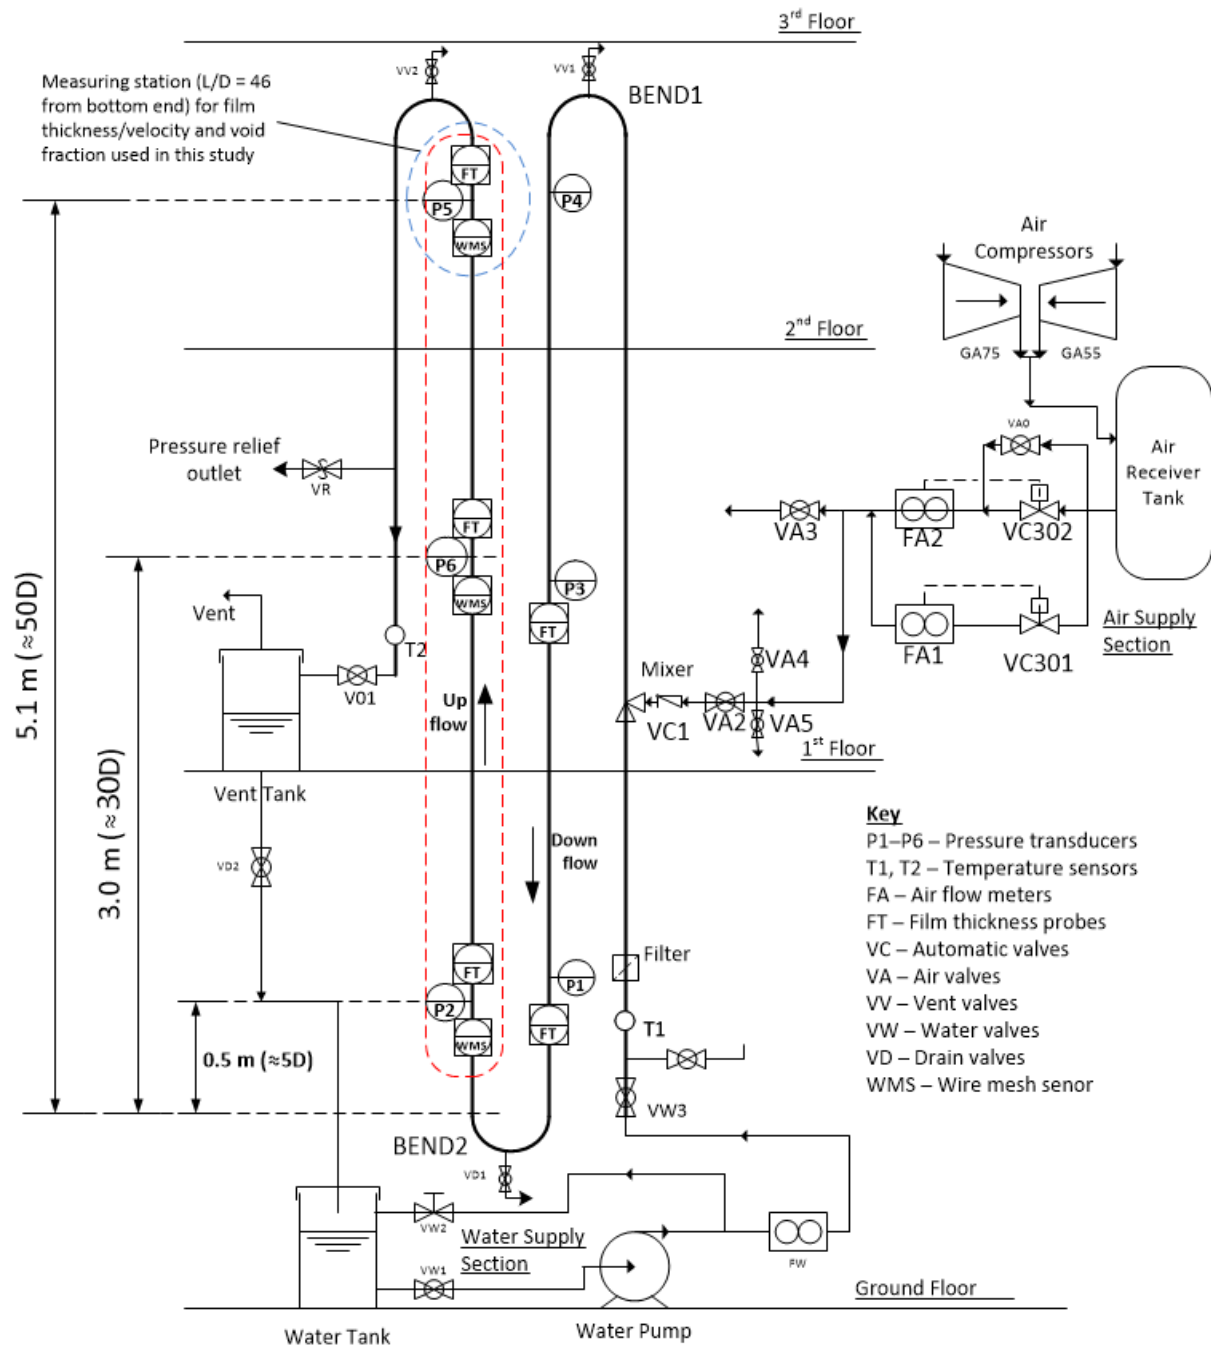 3rd Floor
VV2
VV1
BEND1
Measuring station (L/D = 46
from bottom end) for film
thickness/velocity and void
fraction used in this study
FT
P5
P4
WMS
Air
Compressors
2nd Floor
GA75
GA55
Pressure relief
outlet
VR
VA0
Air
Receiver
Tank
FT
VA3
FA2
VC302
P6
P3
WMS
FT
5.1 m (≈50D)
3.0 m (≈30D)
Vent
T2
FA1
VC301
Air Supply
Section
V01
Mixer
VA4
Up
flow
VC1
VA2
VA5
1st Floor
Vent Tank
VD2
Down
flow
Key
P1–P6 – Pressure transducers
T1, T2 – Temperature sensors
FA – Air flow meters
FT – Film thickness probes
VC – Automatic valves
VA – Air valves
VV – Vent valves
VW – Water valves
VD – Drain valves
WMS – Wire mesh senor
FT
Filter
P1
P2
FT
T1
WMS
0.5 m (≈5D)
VW3
BEND2
VD1
VW2
Water Supply
Section
VW1
FW
Ground Floor
Water Tank
Water Pump